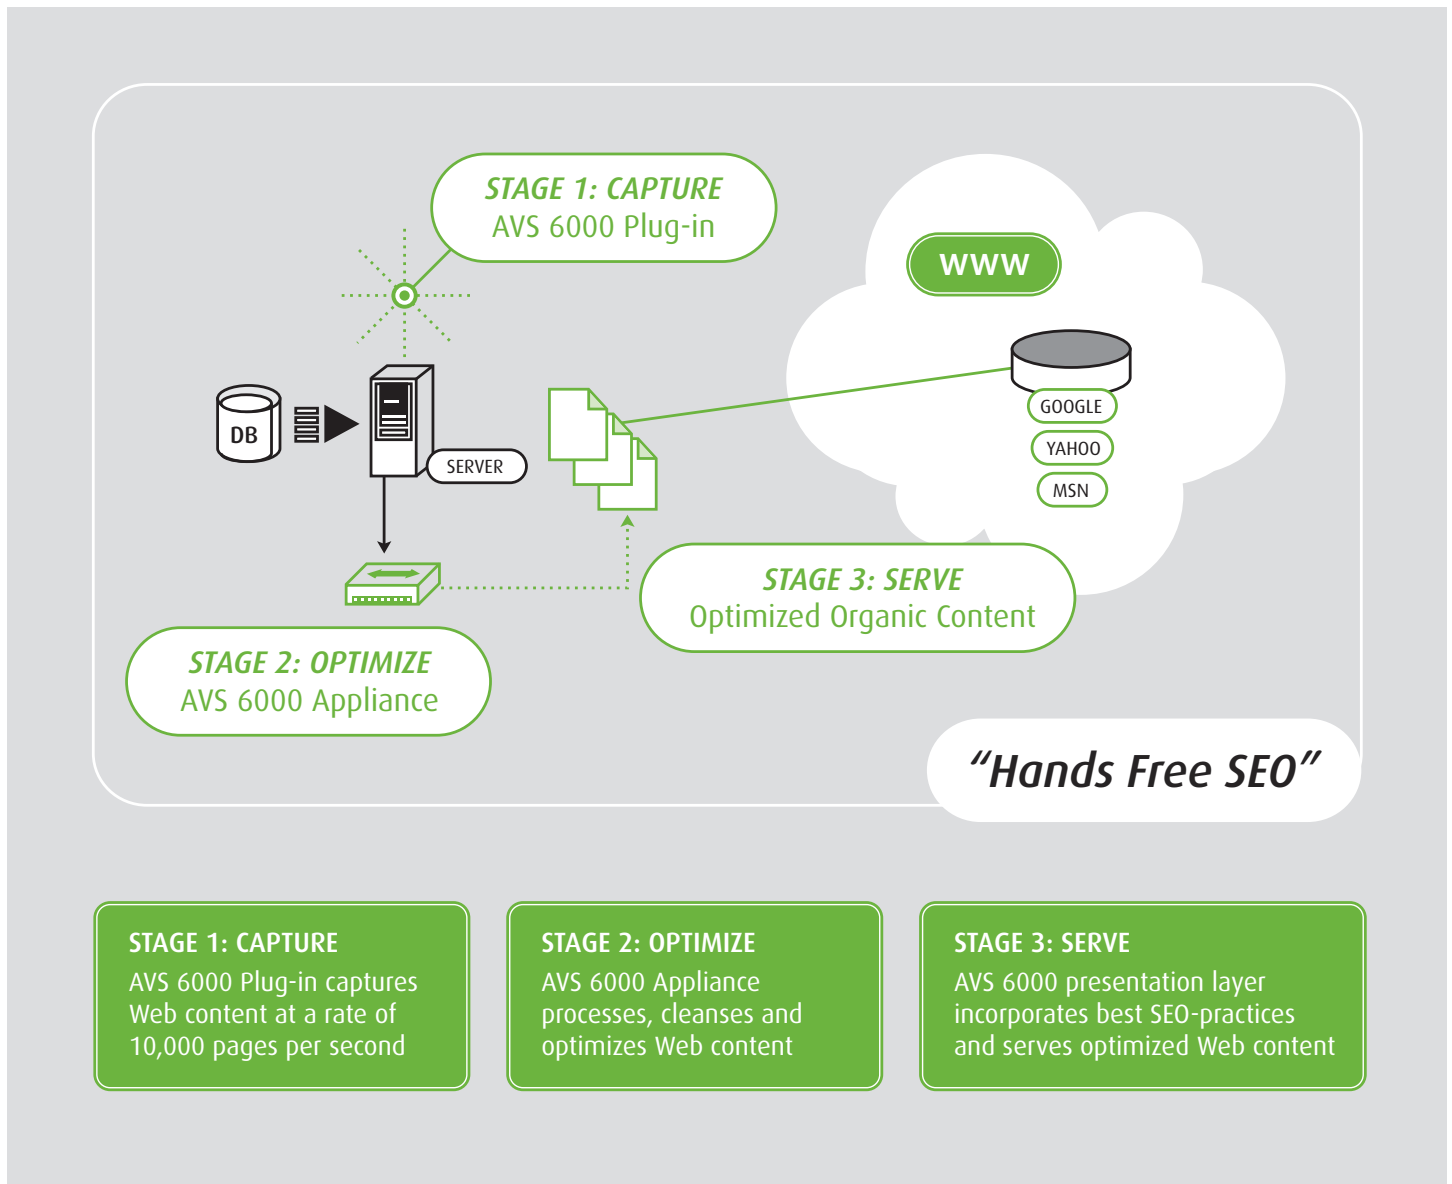 STAGE 1: CAPTURE
AVS 6000 Plug-in
WWW
DB
SERVER
GOOGLE
YAHOO
MSN
STAGE 3: SERVE
Optimized Organic Content
STAGE 2: OPTIMIZE
AVS 6000 Appliance
“Hands Free SEO”
STAGE 1: CAPTURE
AVS 6000 Plug-in captures
Web content at a rate of
10,000 pages per second
STAGE 2: OPTIMIZE
AVS 6000 Appliance
processes, cleanses and
optimizes Web content
STAGE 3: SERVE
AVS 6000 presentation layer
incorporates best SEO-practices
and serves optimized Web content